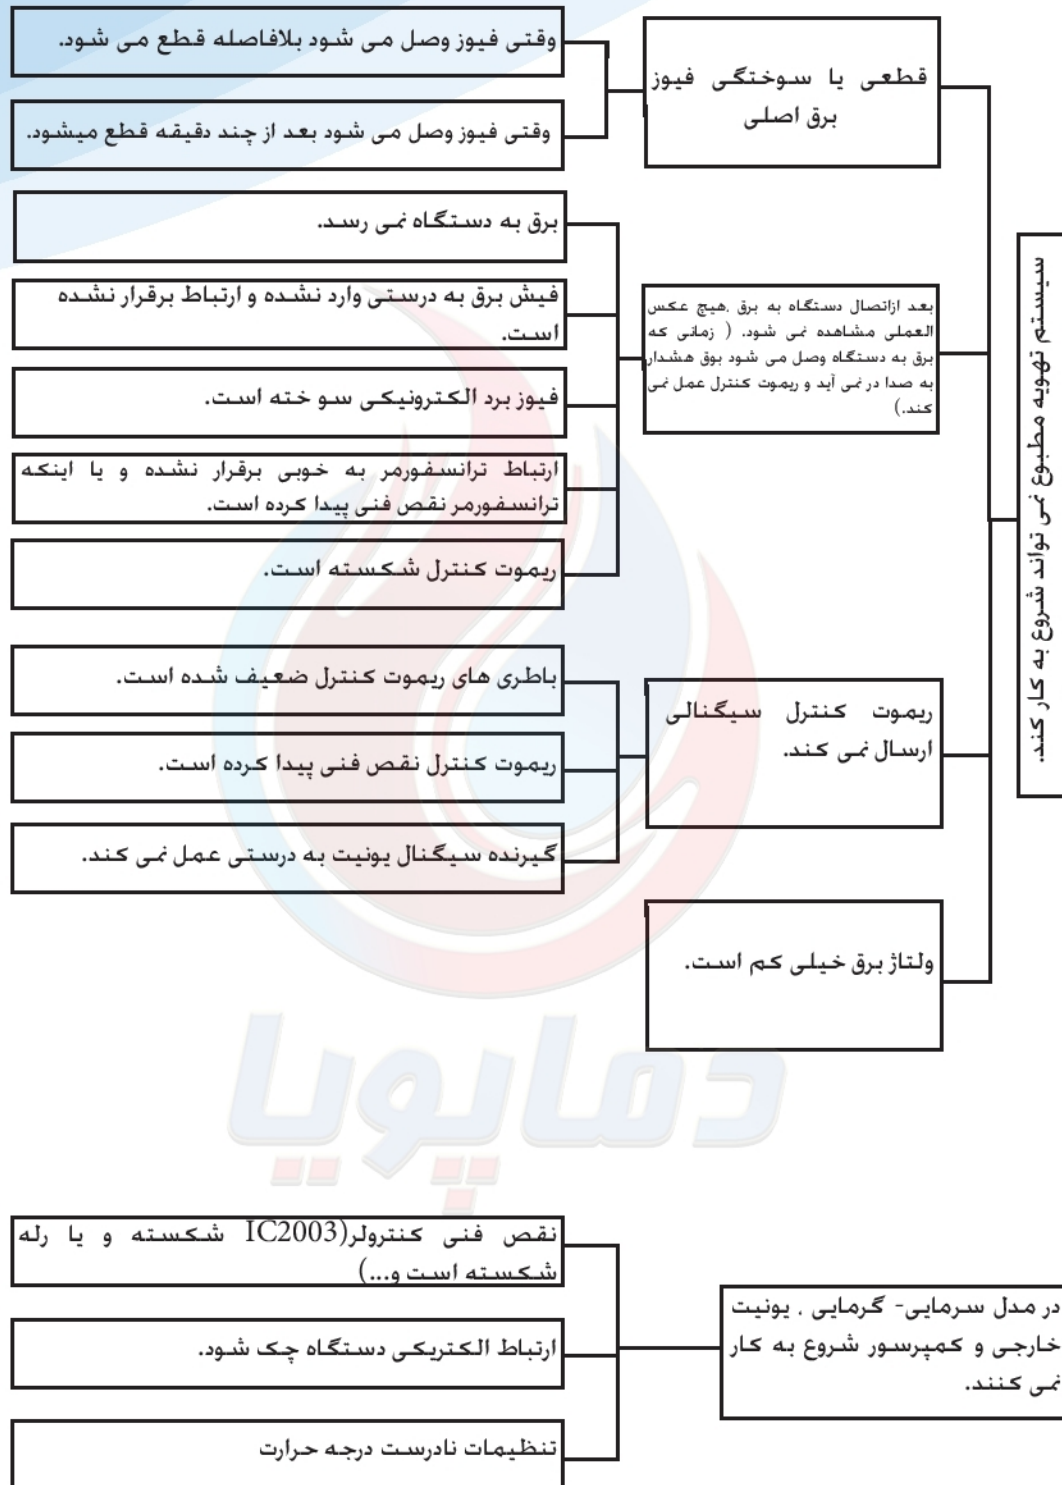 سیستم تهویه مطبوع نمی تواند شروع به کار کند.
قطعی یا سوختگی فیوز
برق اصلی
وقتی فیوز وصل می شود بلافاصله قطع می شود.
وقتی فیوز وصل می شود بعد از چند دقیقه قطع میشود.
بعد ازاتصال دستگاه به برق ,هیچ عکس
العملی مشاهده نمی شود. ( زمانی که
برق به دستگاه وصل می شود بوق هشدار
به صدا در نمی آید و ریموت کنترل عمل نمی
کند.)
برق به دستگاه نمی رسد.
فیش برق به درستی وارد نشده و ارتباط برقرار نشده
است.
فیوز برد الکترونیکی سو خته است.
ارتباط ترانسفورمر به خوبی برقرار نشده و یا اینکه
ترانسفورمر نقص فنی پیدا کرده است.
ریموت کنترل شکسته است.
ریموت کنترل سیگنالی
ارسال نمی کند.
باطری های ریموت کنترل ضعیف شده است.
ریموت کنترل نقص فنی پیدا کرده است.
گیرنده سیگنال یونیت به درستی عمل نمی کند.
ولتاژ برق خیلی کم است.
دماپویا
در مدل سرمایی- گرمایی , یونیت
خارجی و کمپرسور شروع به کار
نمی کنند.
نقص فنی کنترولر(IC2003 شکسته و یا رله
شکسته است و...)
ارتباط الکتریکی دستگاه چک شود.
تنظیمات نادرست درجه حرارت